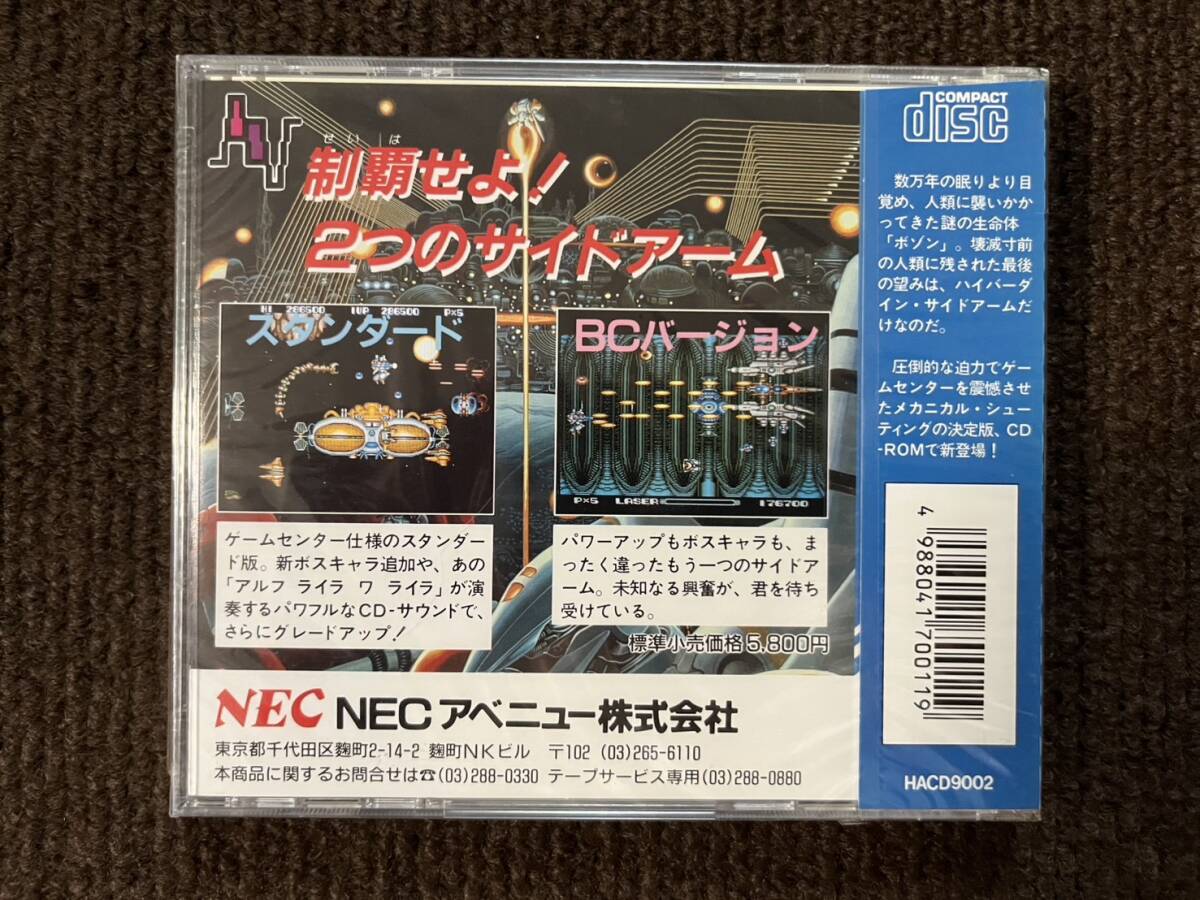 せい は
制覇せよ！
2つのサイドアーム
HI 286500 1UP 286500 P×5
スタンダード
BCバージョン
P×5 LASER 176700
ゲームセンター仕様のスタンダー
ド版。新ボスキャラ追加や、あの
「アルフ ライラ ワ ライラ」が演
奏するパワフルなCD-サウンドで、
さらにグレードアップ！
パワーアップもボスキャラも、ま
ったく違ったもう一つのサイドア
ーム。未知なる興奮が、君を待ち
受けている。
標準小売価格5,800円
NEC NECアベニュー株式会社
東京都千代田区麹町2-14-2 麹町NKビル 〒102 (03)265-6110
本商品に関するお問合せは☎(03)288-0330 テープサービス専用(03)288-0880
COMPACT
disc
数万年の眠りより目
覚め、人類に襲いかか
ってきた謎の生命体
「ボゾン」。壊滅寸前
の人類に残された最後
の望みは、ハイパーダ
イン・サイドアームだ
けなのだ。
圧倒的な迫力でゲー
ムセンターを震憾させ
たメカニカル・シュー
ティングの決定版、CD
-ROMで新登場！
4 988041 700119
HACD9002